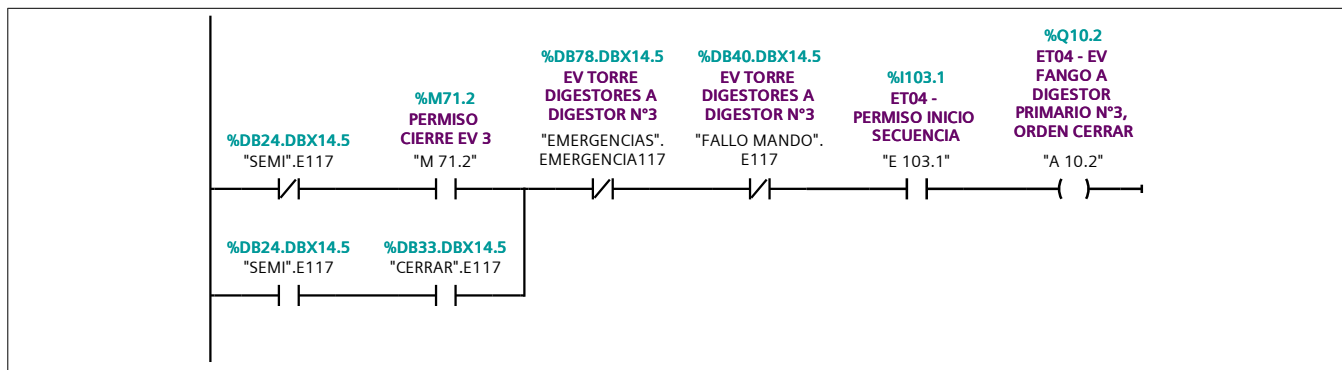 %DB24.DBX14.5
"SEMI".E117
%M71.2
PERMISO
CIERRE EV 3
"M 71.2"
%DB78.DBX14.5
EV TORRE
DIGESTORES A
DIGESTOR Nº3
"EMERGENCIAS".
EMERGENCIA117
%DB40.DBX14.5
EV TORRE
DIGESTORES A
DIGESTOR Nº3
"FALLO MANDO".
E117
%I103.1
ET04 -
PERMISO INICIO
SECUENCIA
"E 103.1"
%Q10.2
ET04 - EV
FANGO A
DIGESTOR
PRIMARIO Nº3,
ORDEN CERRAR
"A 10.2"
%DB24.DBX14.5
"SEMI".E117
%DB33.DBX14.5
"CERRAR".E117